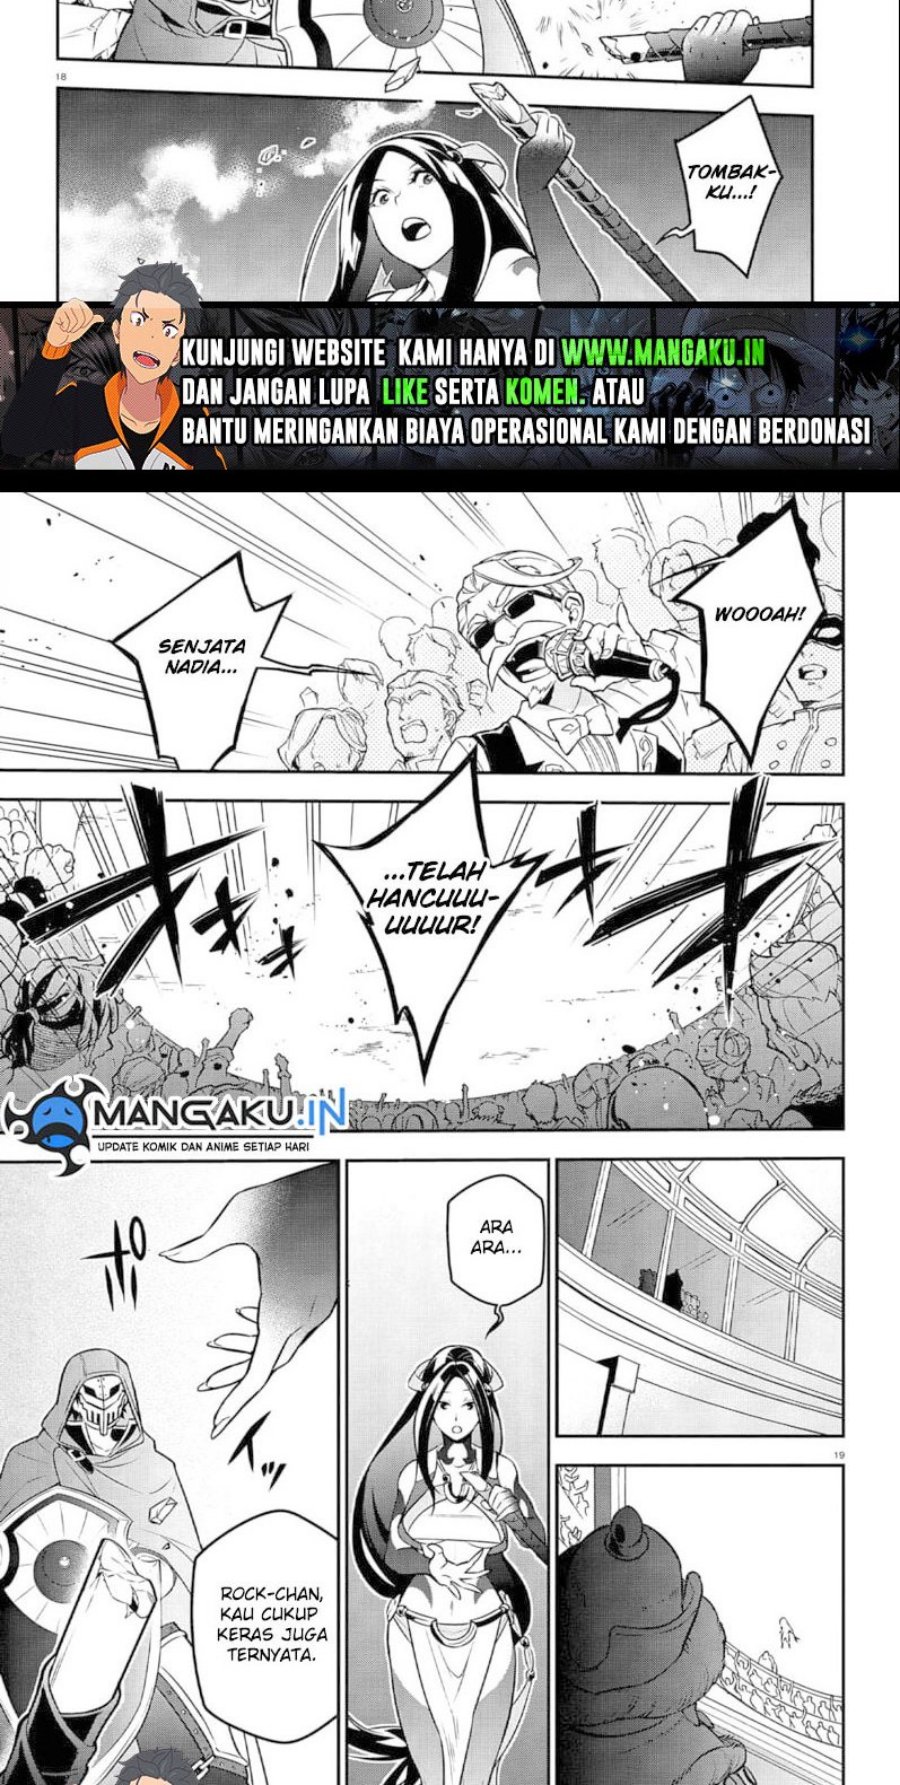 18
TOMBAK-
KU...!
KUNJUNGI WEBSITE KAMI HANYA DI WWW.MANGAKU.IN
DAN JANGAN LUPA LIKE SERTA KOMEN. ATAU
BANTU MERINGANKAN BIAYA OPERASIONAL KAMI DENGAN BERDONASI
WOOOAH!
SENJATA
NADIA...
...TELAH
HANCUUU-
UUUUUR!
MANGAKU.IN
UPDATE KOMIK DAN ANIME SETIAP HARI
ARA
ARA...
19
ROCK-CHAN,
KAU CUKUP
KERAS JUGA
TERNYATA.